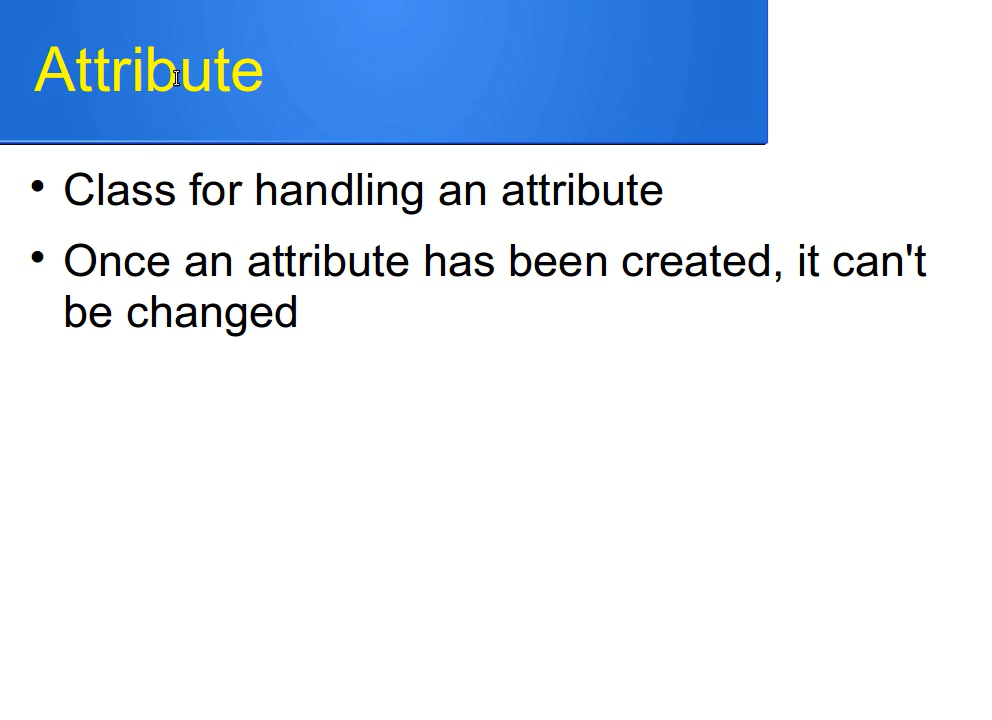 Attribute
• Class for handling an attribute
• Once an attribute has been created, it can't
be changed